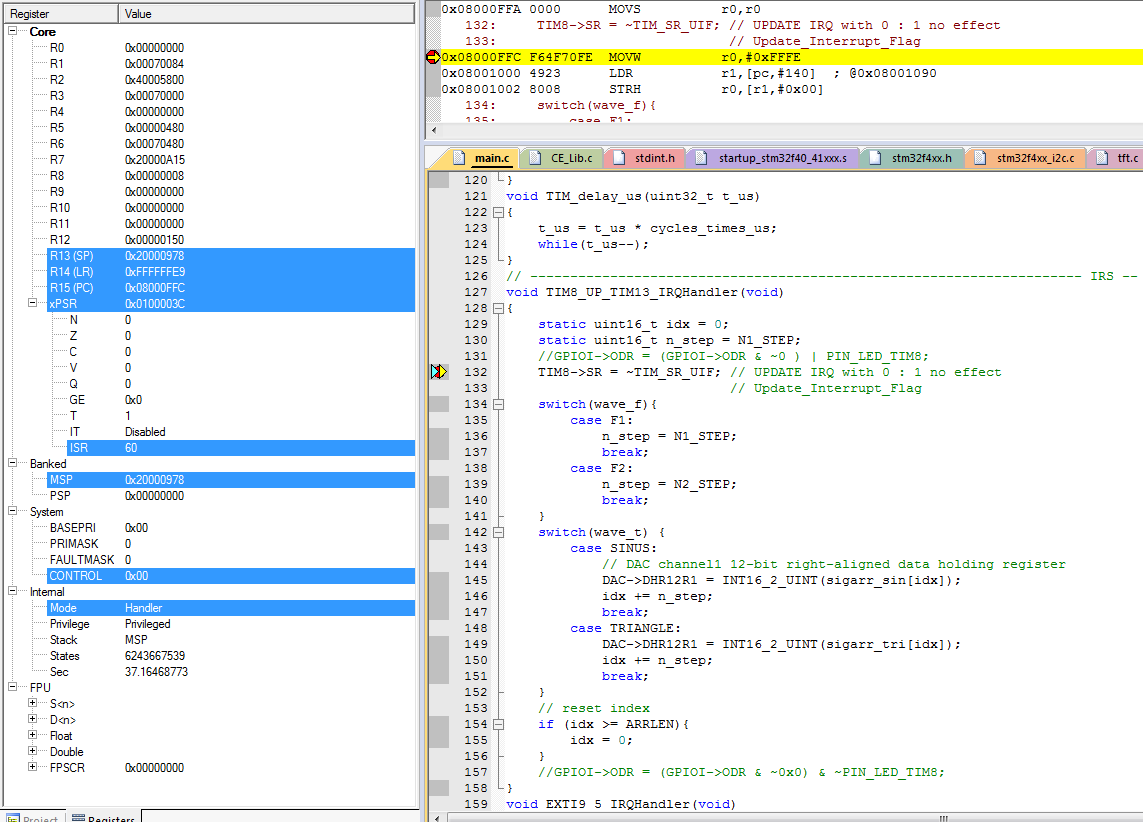 Register Value
Core
R0 0x00000000
R1 0x00070084
R2 0x40005800
R3 0x00070000
R4 0x00000000
R5 0x00000480
R6 0x00070480
R7 0x20000A15
R8 0x00000008
R9 0x00000000
R10 0x00000000
R11 0x00000000
R12 0x00000150
R13 (SP) 0x20000978
R14 (LR) 0xFFFFFFE9
R15 (PC) 0x08000FFC
xPSR 0x0100003C
N 0
Z 0
C 0
V 0
Q 0
GE 0x0
T 1
IT Disabled
ISR 60
Banked
MSP 0x20000978
PSP 0x00000000
System
BASEPRI 0x00
PRIMASK 0
FAULTMASK 0
CONTROL 0x00
Internal
Mode Handler
Privilege Privileged
Stack MSP
States 6243667539
Sec 37.16468773
FPU
S<n>
D<n>
Float
Double
FPSCR 0x00000000
Project Registers
0x08000FFA 0000 MOVS r0,r0
132: TIM8->SR = ~TIM_SR_UIF; // UPDATE IRQ with 0 : 1 no effect
133: // Update_Interrupt_Flag
0x08000FFC F64F70FE MOVW r0,#0xFFFE
0x08001000 4923 LDR r1,[pc,#140] ; @0x08001090
0x08001002 8008 STRH r0,[r1,#0x00]
134: switch(wave_f){
135: case F1:
main.c CE_Lib.c stdint.h startup_stm32f40_41xxx.s stm32f4xx.h stm32f4xx_i2c.c tft.c
120 }
121 void TIM_delay_us(uint32_t t_us)
122 {
123 t_us = t_us * cycles_times_us;
124 while(t_us--);
125 }
126 // --------------------------------------------------------------------- IRS --
127 void TIM8_UP_TIM13_IRQHandler(void)
128 {
129 static uint16_t idx = 0;
130 static uint16_t n_step = N1_STEP;
131 //GPIOI->ODR = (GPIOI->ODR & ~0 ) | PIN_LED_TIM8;
132 TIM8->SR = ~TIM_SR_UIF; // UPDATE IRQ with 0 : 1 no effect
133 // Update_Interrupt_Flag
134 switch(wave_f){
135 case F1:
136 n_step = N1_STEP;
137 break;
138 case F2:
139 n_step = N2_STEP;
140 break;
141 }
142 switch(wave_t) {
143 case SINUS:
144 // DAC channel1 12-bit right-aligned data holding register
145 DAC->DHR12R1 = INT16_2_UINT(sigarr_sin[idx]);
146 idx += n_step;
147 break;
148 case TRIANGLE:
149 DAC->DHR12R1 = INT16_2_UINT(sigarr_tri[idx]);
150 idx += n_step;
151 break;
152 }
153 // reset index
154 if (idx >= ARRLEN){
155 idx = 0;
156 }
157 //GPIOI->ODR = (GPIOI->ODR & ~0x0) & ~PIN_LED_TIM8;
158 }
159 void EXTI9_5_IRQHandler(void)